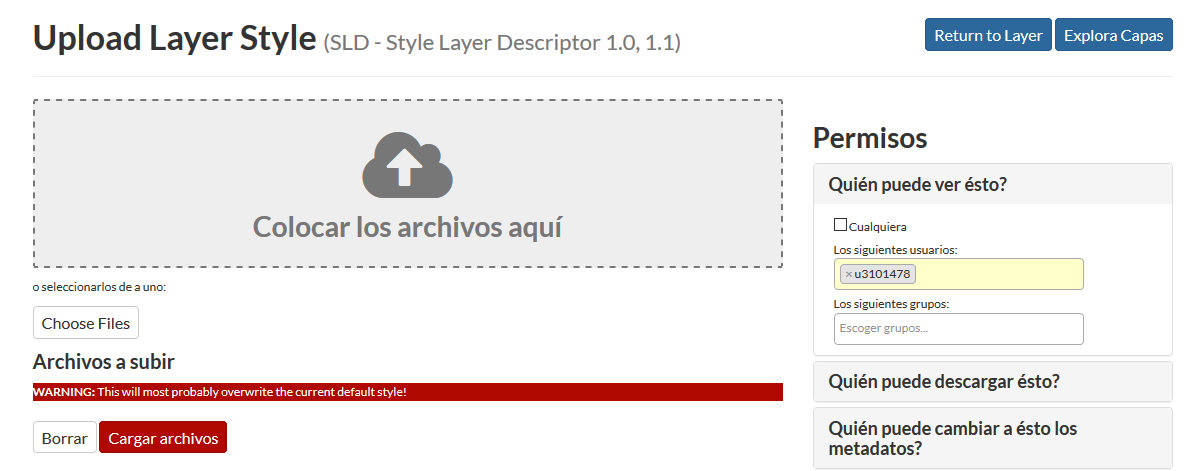 Upload Layer Style (SLD - Style Layer Descriptor 1.0, 1.1)
Return to Layer
Explora Capas
Colocar los archivos aquí
o seleccionarlos de a uno:
Choose Files
Archivos a subir
WARNING: This will most probably overwrite the current default style!
Borrar
Cargar archivos
Permisos
Quién puede ver ésto?
Cualquiera
Los siguientes usuarios:
×u3101478
Los siguientes grupos:
Escoger grupos...
Quién puede descargar ésto?
Quién puede cambiar a ésto los
metadatos?